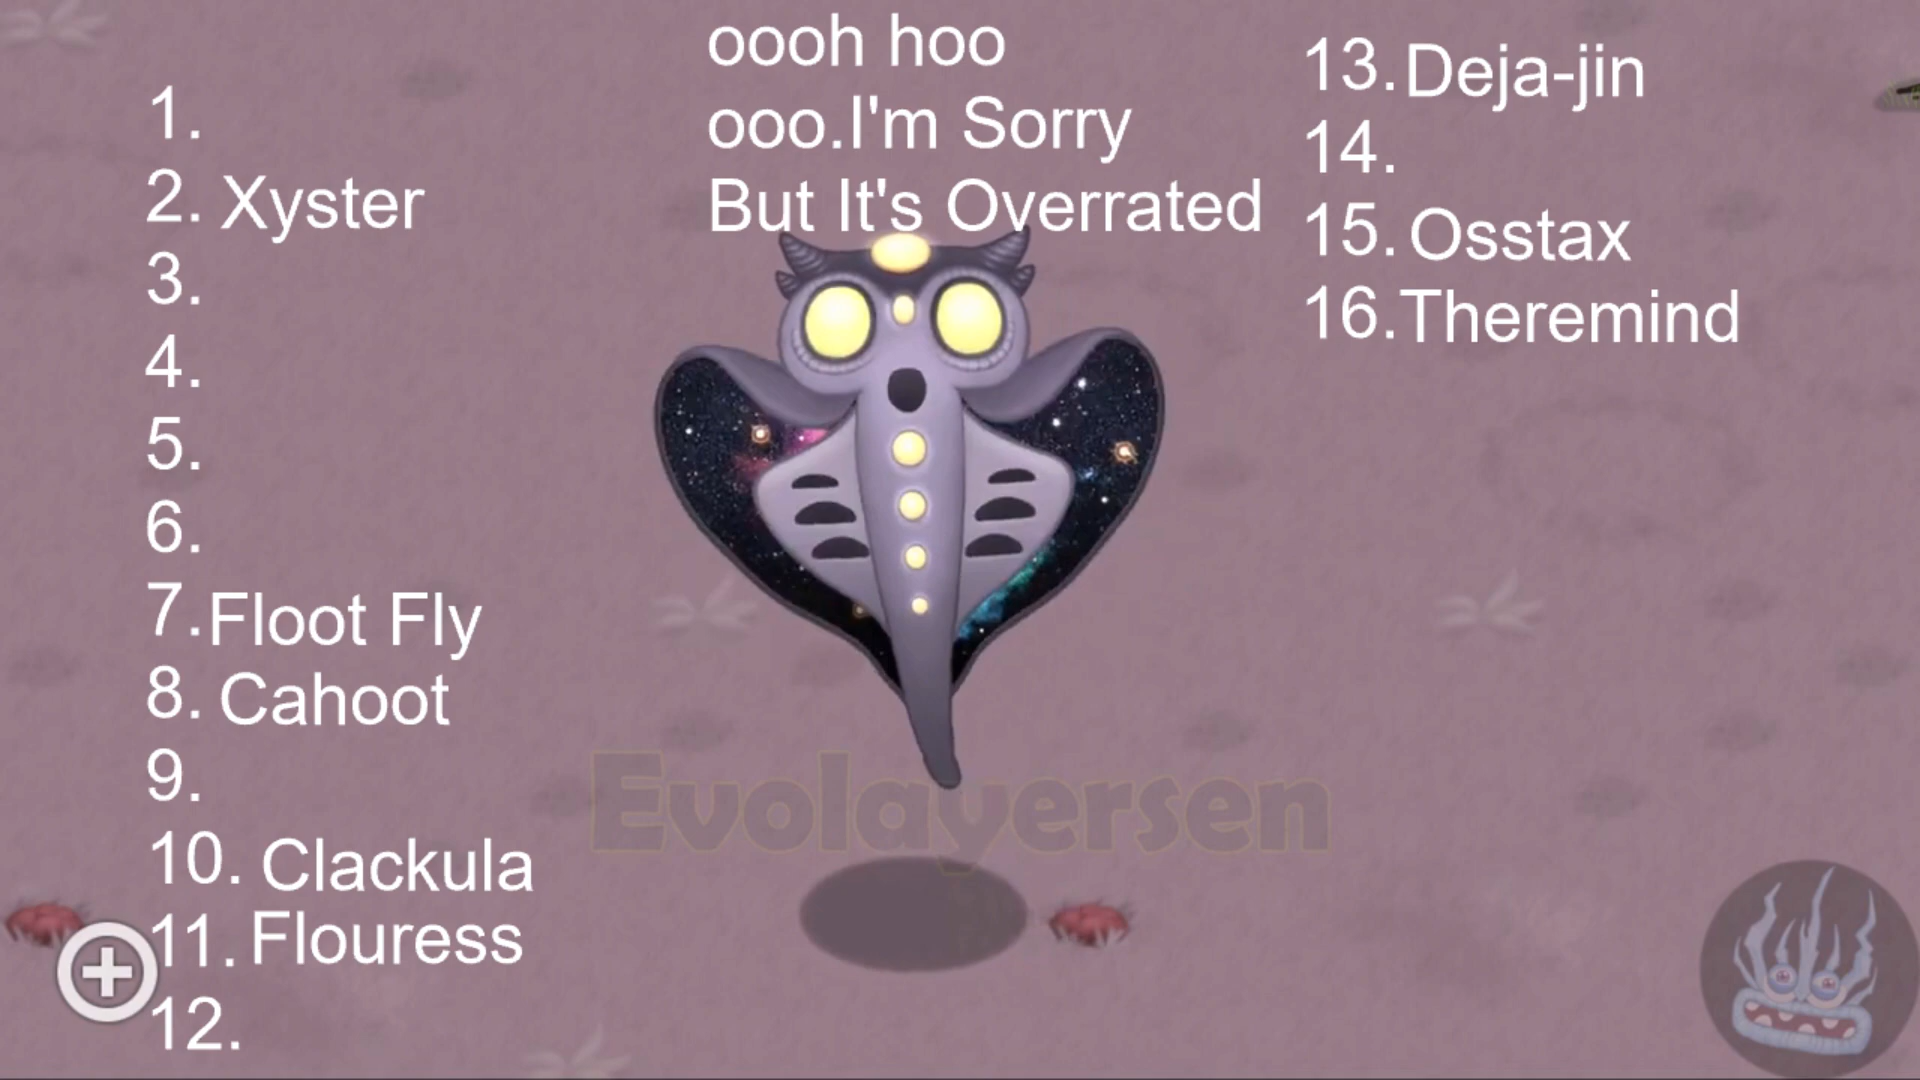 1.
2. Xyster
3.
4.
5.
6.
7. Floot Fly
8. Cahoot
9.
10. Clackula
11. Flouress
12.
oooh hoo
ooo.I'm Sorry
But It's Overrated
13. Deja-jin
14.
15. Osstax
16. Theremind
Evolayersen